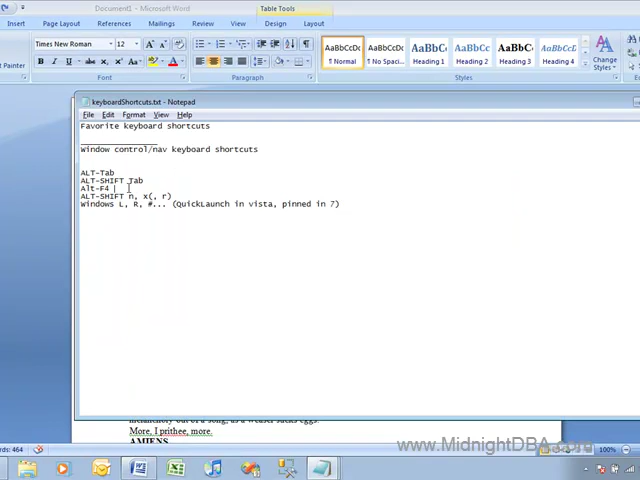 Document1 - Microsoft Word
Table Tools
Insert Page Layout References Mailings Review View Design Layout
Times New Roman 12
AaBbCcDc AaBbCcDc AaBbC AaBbCc AaBbC AaBbCcD
Painter
¶ Normal ¶ No Spaci... Heading 1 Heading 2 Heading 3 Heading 4
Change Styles
Font Paragraph Styles
keyboardShortcuts.txt - Notepad
File Edit Format View Help
Favorite keyboard shortcuts
Window control/nav keyboard shortcuts
ALT-Tab
ALT-SHIFT Tab
Alt-F4
ALT-SHIFT n, x(, r)
Windows L, R, #... (QuickLaunch in vista, pinned in 7)
melancholy out of a song, as a weasel sucks eggs.
More, I prithee, more.
AMIENS
www.MidnightDBA.com
rds: 464
100%